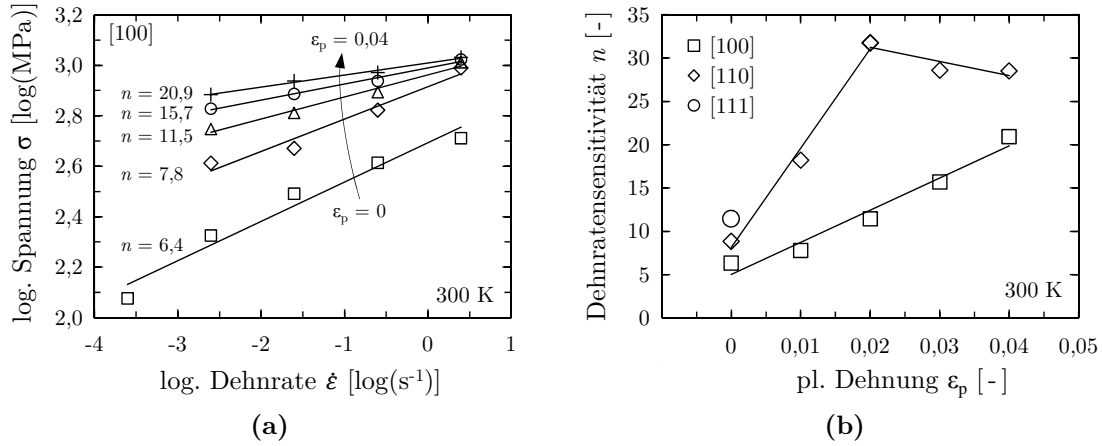 log. Spannung σ [log(MPa)]
3,2
3,0
2,8
2,6
2,4
2,2
2,0
[100]
εp = 0,04
n = 20,9
n = 15,7
n = 11,5
n = 7,8
εp = 0
n = 6,4
300 K
-4 -3 -2 -1 0 1
log. Dehnrate ε̇ [log(s⁻¹)]
(a)
Dehnratensensitivität n [-]
35
30
25
20
15
10
5
0
[100]
[110]
[111]
300 K
0 0,01 0,02 0,03 0,04 0,05
pl. Dehnung εp [-]
(b)